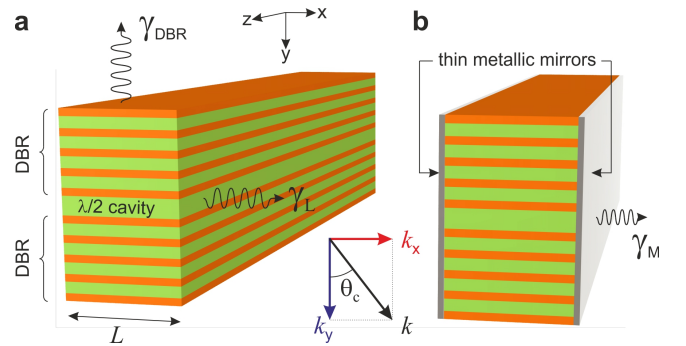 a
γDBR
z
x
y
DBR
λ/2 cavity
γL
DBR
L
kx
θc
ky
k
b
thin metallic mirrors
γM